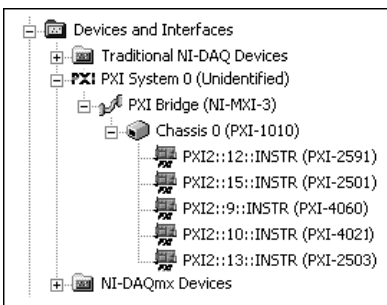 Devices and Interfaces
Traditional NI-DAQ Devices
PXI PXI System 0 (Unidentified)
PXI Bridge (NI-MXI-3)
Chassis 0 (PXI-1010)
PXI2::12::INSTR (PXI-2591)
PXI2::15::INSTR (PXI-2501)
PXI2::9::INSTR (PXI-4060)
PXI2::10::INSTR (PXI-4021)
PXI2::13::INSTR (PXI-2503)
NI-DAQmx Devices